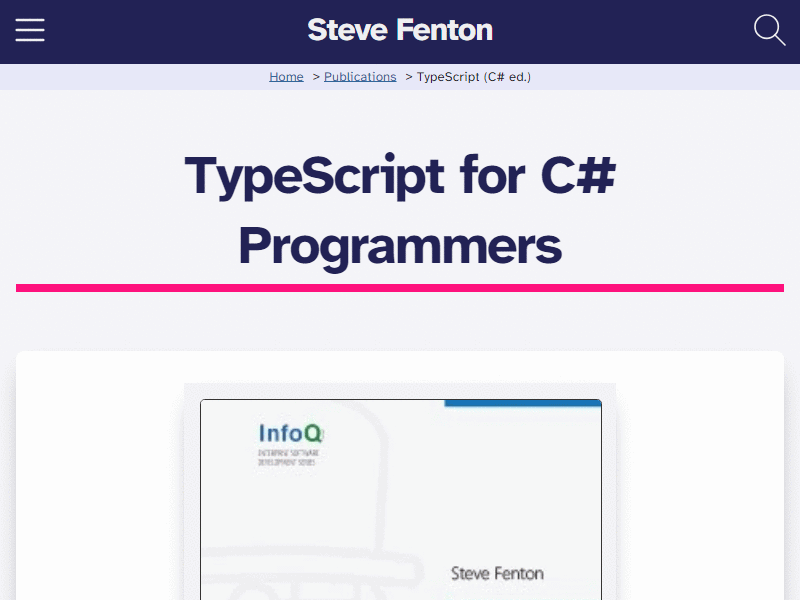 Steve Fenton
Home > Publications > TypeScript (C# ed.)
TypeScript for C#
Programmers
InfoQ
ENTERPRISE SOFTWARE
DEVELOPMENT SERIES
Steve Fenton